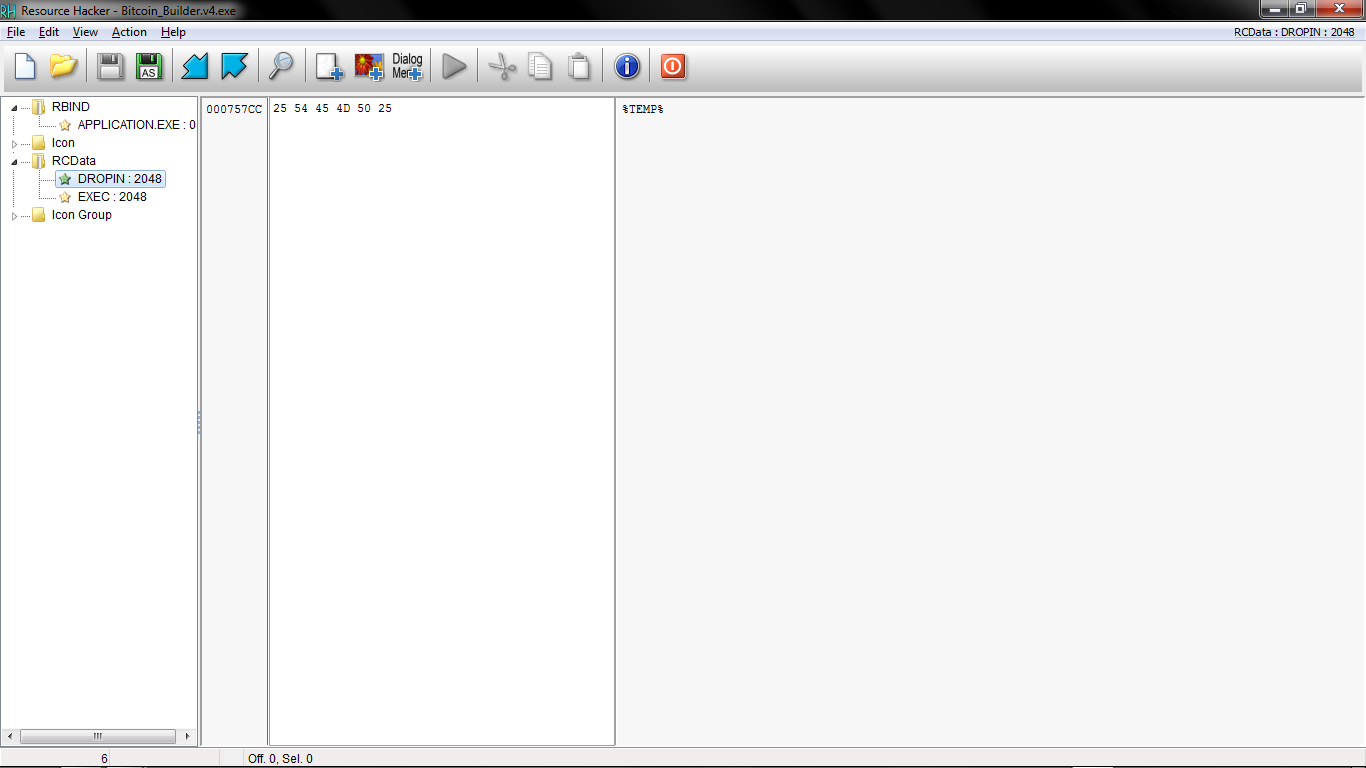 RH Resource Hacker - Bitcoin_Builder.v4.exe
File Edit View Action Help RCData : DROPIN : 2048
AS
Dialog
Menu
RBIND
APPLICATION.EXE : 0
Icon
RCData
DROPIN : 2048
EXEC : 2048
Icon Group
000757CC 25 54 45 4D 50 25 %TEMP%
6 Off. 0, Sel. 0